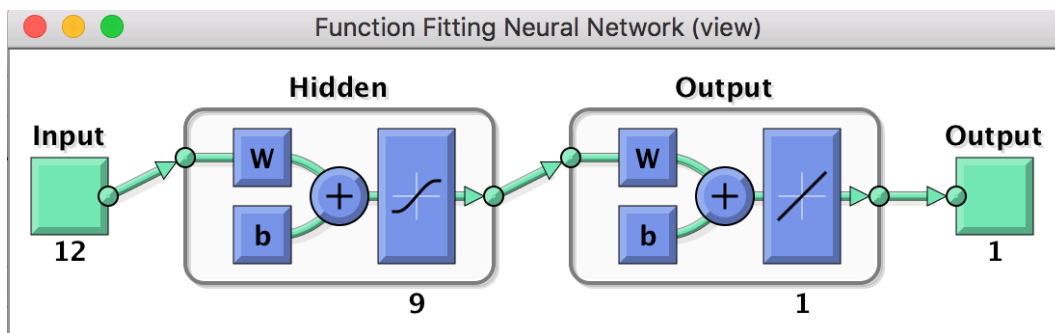 Function Fitting Neural Network (view)
Hidden
Output
Input
Output
W
b
+
W
b
+
12
9
1
1